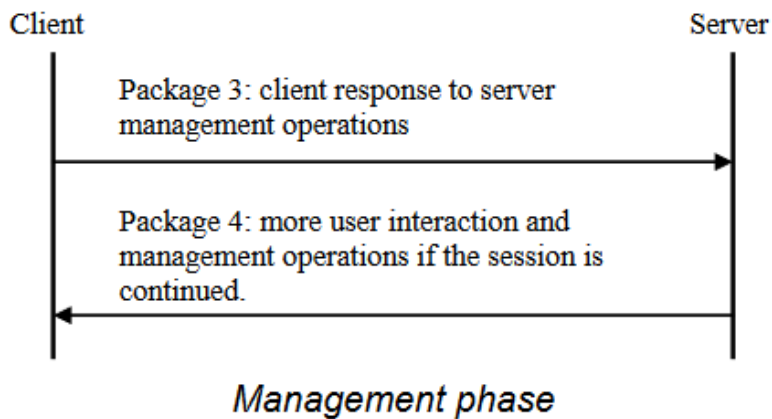 Client
Server
Package 3: client response to server
management operations
Package 4: more user interaction and
management operations if the session is
continued.
Management phase